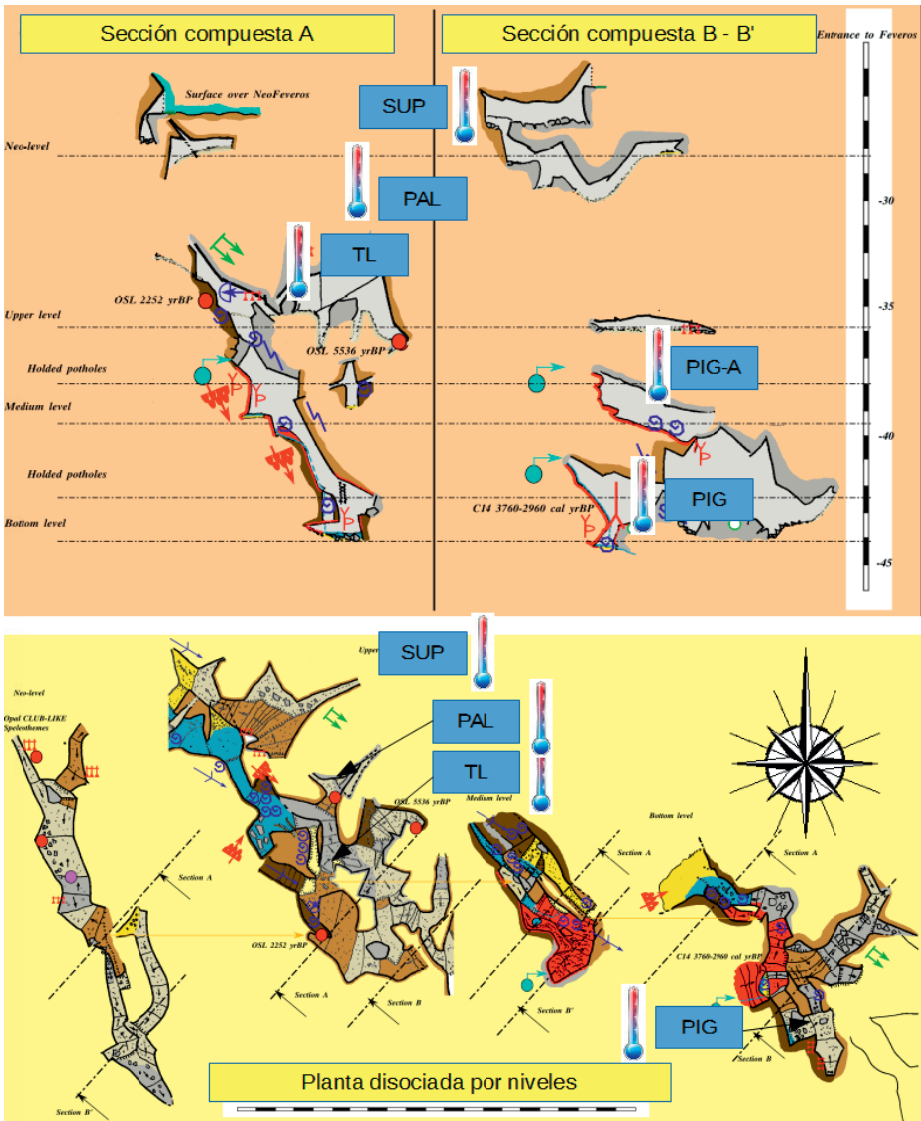 Sección compuesta A
Sección compuesta B - B'
Entrance to Feveros
Surface over NeoFeveros
SUP
Neo-level
PAL
-30
TL
OSL 2252 yrBP
Upper level
-35
OSL 5536 yrBP
Holded potholes
PIG-A
Medium level
-40
Holded potholes
PIG
C14 3760-2960 cal yrBP
Bottom level
-45
Upper
SUP
Neo-level
Opal CLUB-LIKE
Speleothemes
PAL
TL
OSL 5536 yrBP
Medium level
Bottom level
Section A
Section A
Section A
OSL 2252 yrBP
C14 3760-2960 cal yrBP
Section A
Section B
PIG
Section B'
Section B
Section B'
Planta disociada por niveles